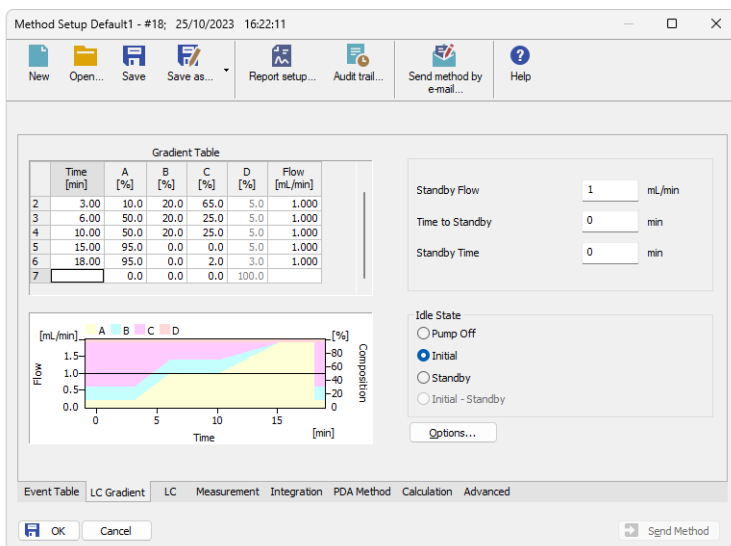 Method Setup Default1 - #18; 25/10/2023 16:22:11
New Open... Save Save as... Report setup... Audit trail... Send method by e-mail... Help
Gradient Table
Time [min] A [%] B [%] C [%] D [%] Flow [mL/min]
2 3.00 10.0 20.0 65.0 5.0 1.000
3 6.00 50.0 20.0 25.0 5.0 1.000
4 10.00 50.0 20.0 25.0 5.0 1.000
5 15.00 95.0 0.0 0.0 5.0 1.000
6 18.00 95.0 0.0 2.0 3.0 1.000
7 0.0 0.0 0.0 100.0
Standby Flow 1 mL/min
Time to Standby 0 min
Standby Time 0 min
[mL/min] A B C D [%]
1.5
1.0
0.5
0.0
Flow
80
60
40
20
0
Composition
0 5 10 15 [min]
Time
Idle State
Pump Off
Initial
Standby
Initial - Standby
Options...
Event Table LC Gradient LC Measurement Integration PDA Method Calculation Advanced
OK Cancel Send Method